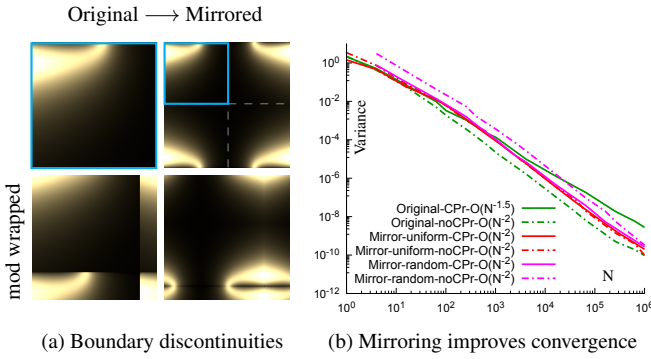 Original → Mirrored
mod wrapped
(a) Boundary discontinuities
Variance
10^0
10^-2
10^-4
10^-6
10^-8
10^-10
10^-12
Original-CPr-O(N^-1.5)
Original-noCPr-O(N^-2)
Mirror-uniform-CPr-O(N^-2)
Mirror-uniform-noCPr-O(N^-2)
Mirror-random-CPr-O(N^-2)
Mirror-random-noCPr-O(N^-2)
N
10^0 10^1 10^2 10^3 10^4 10^5 10^6
(b) Mirroring improves convergence